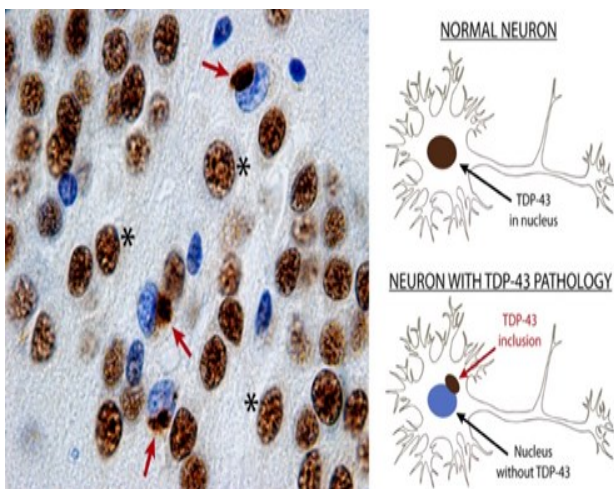 NORMAL NEURON
TDP-43
in nucleus
NEURON WITH TDP-43 PATHOLOGY
TDP-43
inclusion
Nucleus
without TDP-43
*
*
*